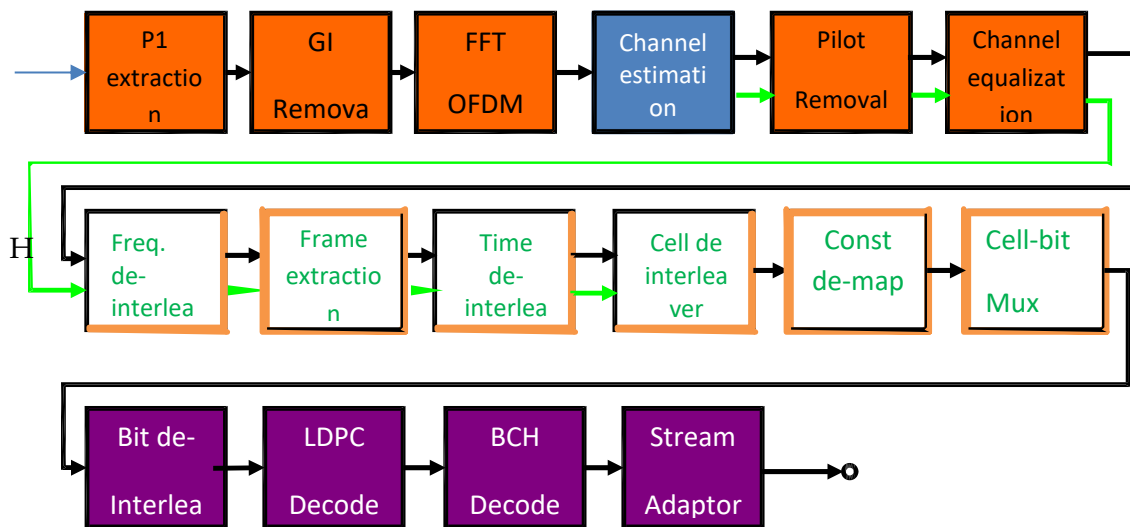 P1
extractio
n
GI
Remova
FFT
OFDM
Channel
estimati
on
Pilot
Removal
Channel
equalizat
ion
H
Freq.
de-
interlea
Frame
extractio
n
Time
de-
interlea
Cell de
interlea
ver
Const
de-map
Cell-bit
Mux
Bit de-
Interlea
LDPC
Decode
BCH
Decode
Stream
Adaptor